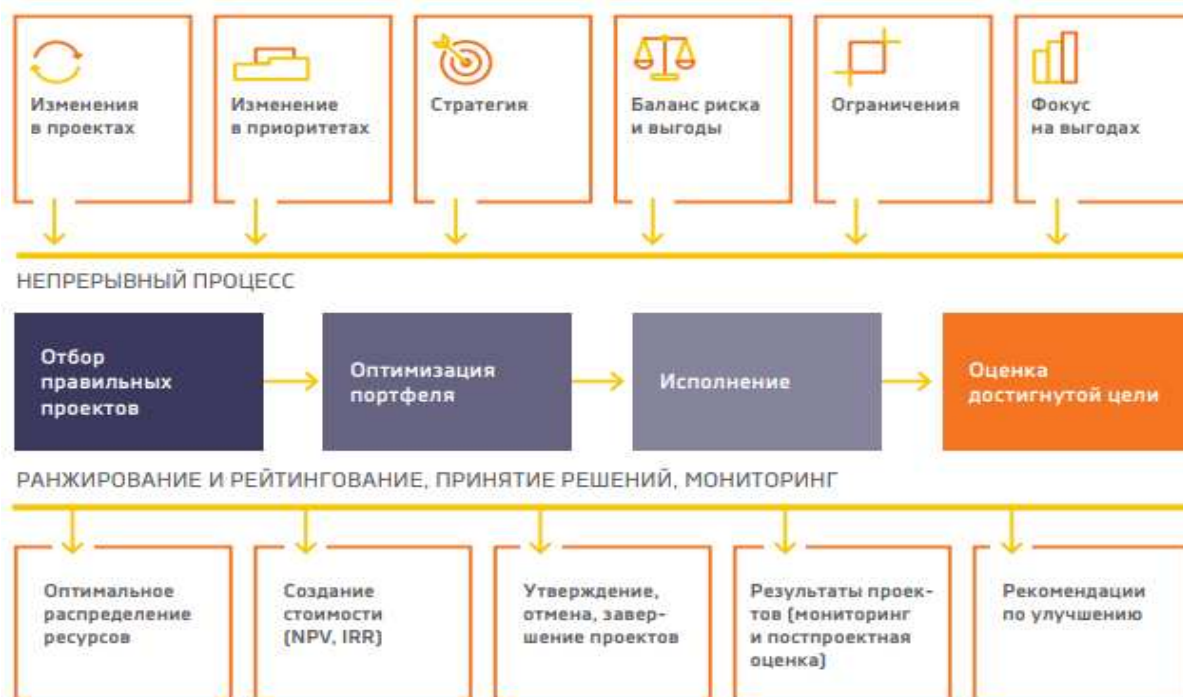 Изменения
в проектах
Изменение
в приоритетах
Стратегия
Баланс риска
и выгоды
Ограничения
Фокус
на выгодах
НЕПРЕРЫВНЫЙ ПРОЦЕСС
Отбор
правильных
проектов
Оптимизация
портфеля
Исполнение
Оценка
достигнутой цели
РАНЖИРОВАНИЕ И РЕЙТИНГОВАНИЕ, ПРИНЯТИЕ РЕШЕНИЙ, МОНИТОРИНГ
Оптимальное
распределение
ресурсов
Создание
стоимости
(NPV, IRR)
Утверждение,
отмена, завер-
шение проектов
Результаты проек-
тов (мониторинг
и постпроектная
оценка)
Рекомендации
по улучшению